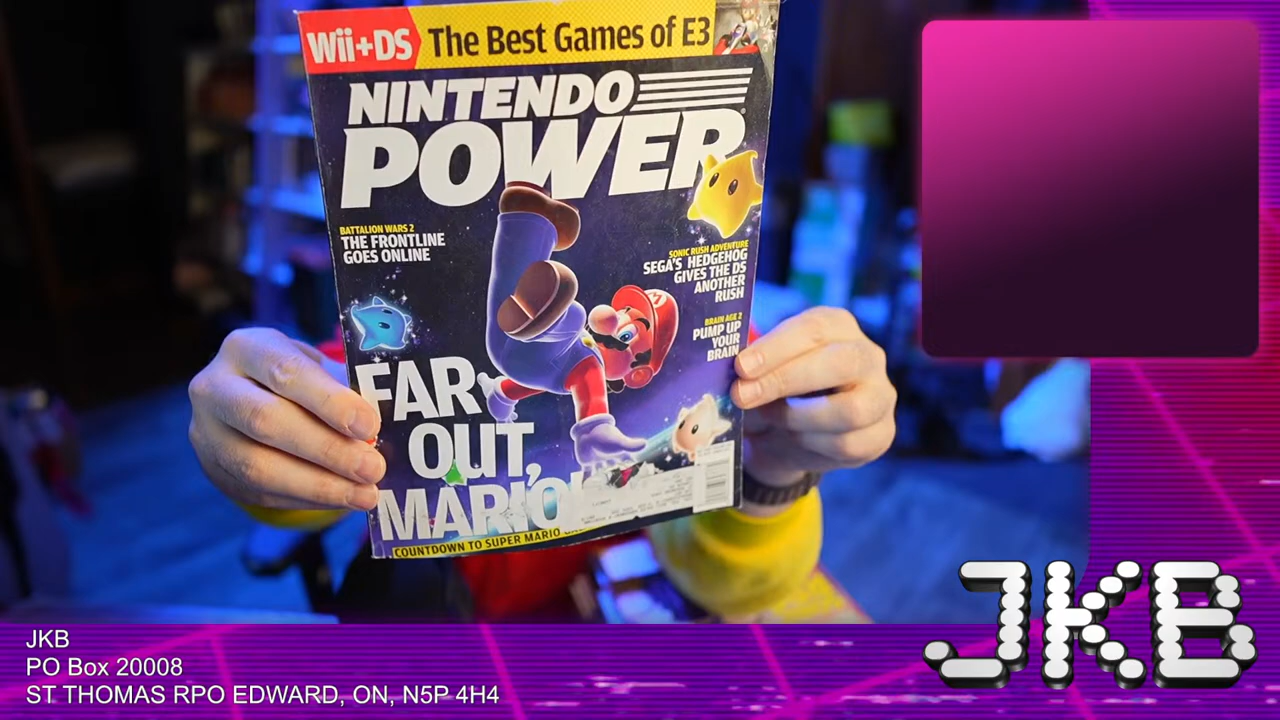 Wii+DS The Best Games of E3
NINTENDO
POWER
BATTALION WARS 2
THE FRONTLINE
GOES ONLINE
SONIC RUSH ADVENTURE
SEGA'S HEDGEHOG
GIVES THE DS
ANOTHER
RUSH
BRAIN AGE 2
PUMP UP
YOUR
BRAIN
FAR
OUT,
MARIO!
COUNTDOWN TO SUPER MARIO
JKB
JKB
PO Box 20008
ST THOMAS RPO EDWARD, ON, N5P 4H4